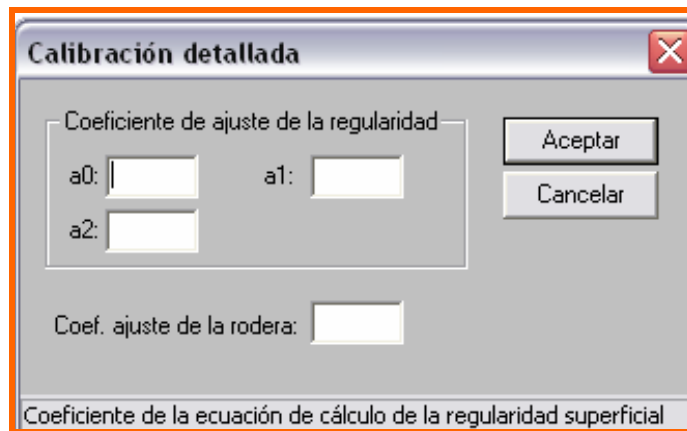 Calibración detallada
Coeficiente de ajuste de la regularidad
a0: a1:
a2:
Aceptar
Cancelar
Coef. ajuste de la rodera:
Coeficiente de la ecuación de cálculo de la regularidad superficial